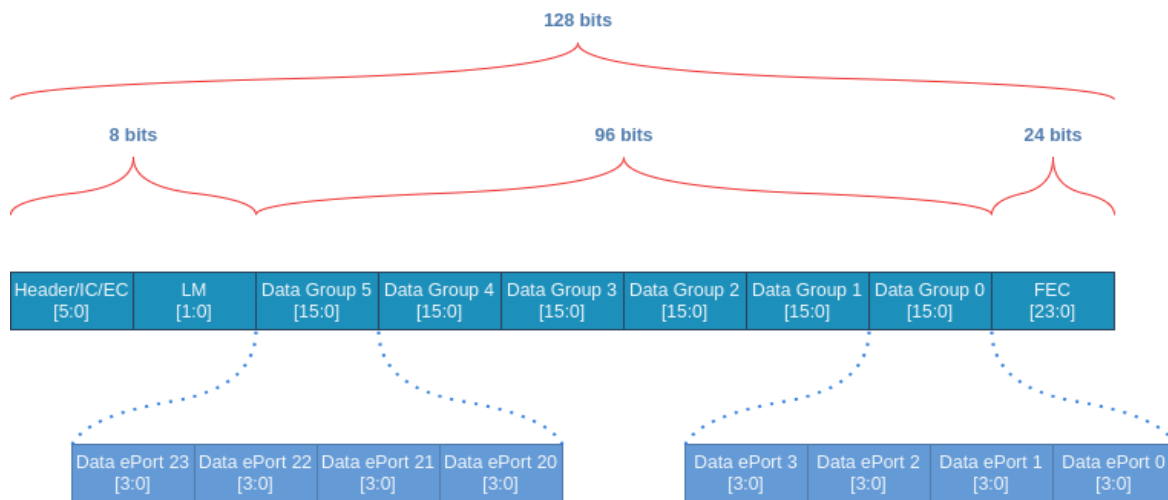 128 bits
8 bits
96 bits
24 bits
Header/IC/EC
[5:0]
LM
[1:0]
Data Group 5
[15:0]
Data Group 4
[15:0]
Data Group 3
[15:0]
Data Group 2
[15:0]
Data Group 1
[15:0]
Data Group 0
[15:0]
FEC
[23:0]
Data ePort 23
[3:0]
Data ePort 22
[3:0]
Data ePort 21
[3:0]
Data ePort 20
[3:0]
Data ePort 3
[3:0]
Data ePort 2
[3:0]
Data ePort 1
[3:0]
Data ePort 0
[3:0]